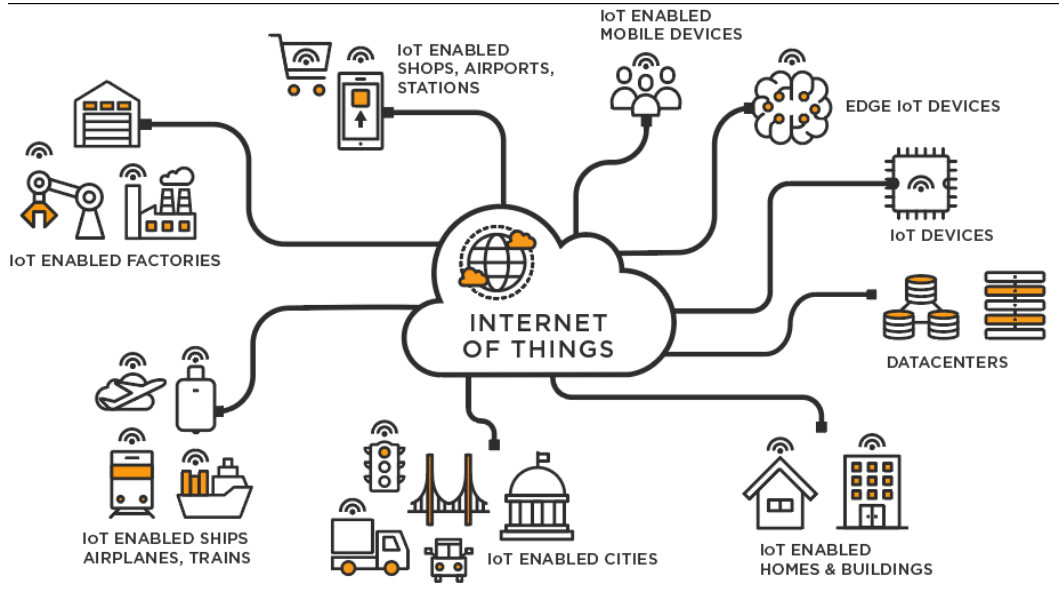 IoT ENABLED
SHOPS, AIRPORTS,
STATIONS
IoT ENABLED
MOBILE DEVICES
EDGE IoT DEVICES
IoT DEVICES
IoT ENABLED FACTORIES
INTERNET
OF THINGS
DATACENTERS
IoT ENABLED SHIPS
AIRPLANES, TRAINS
IoT ENABLED CITIES
IoT ENABLED
HOMES & BUILDINGS